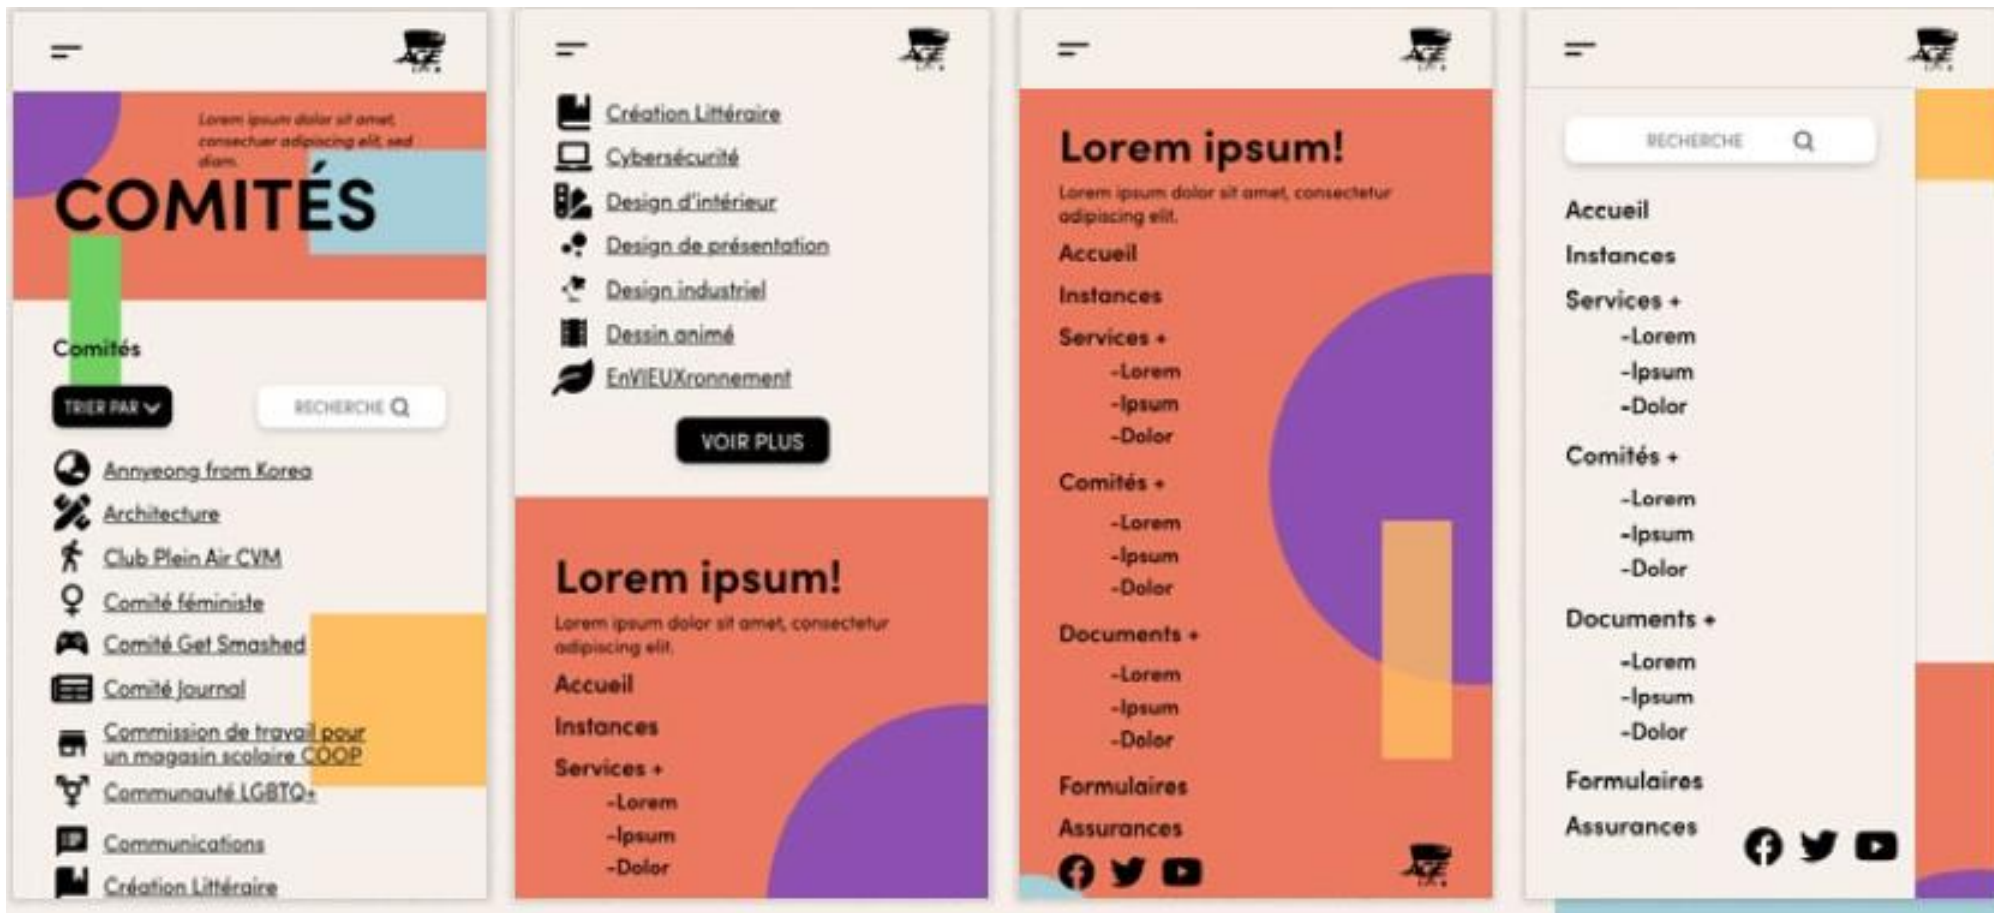 AGE
Lorem ipsum dolor sit amet,
consectuer adipiscing elit, sed
diam.
COMITÉS
Comités
TRIER PAR
RECHERCHE
Annyeong from Korea
Architecture
Club Plein Air CVM
Comité féministe
Comité Get Smashed
Comité Journal
Commission de travail pour
un magasin scolaire COOP
Communauté LGBTQ+
Communications
Création Littéraire
AGE
Création Littéraire
Cybersécurité
Design d'intérieur
Design de présentation
Design industriel
Dessin animé
EnVIEUXronnement
VOIR PLUS
Lorem ipsum!
Lorem ipsum dolor sit amet, consectetur
adipiscing elit.
Accueil
Instances
Services +
-Lorem
-Ipsum
-Dolor
AGE
Lorem ipsum!
Lorem ipsum dolor sit amet, consectetur
adipiscing elit.
Accueil
Instances
Services +
-Lorem
-Ipsum
-Dolor
Comités +
-Lorem
-Ipsum
-Dolor
Documents +
-Lorem
-Ipsum
-Dolor
Formulaires
Assurances
AGE
AGE
RECHERCHE
Accueil
Instances
Services +
-Lorem
-Ipsum
-Dolor
Comités +
-Lorem
-Ipsum
-Dolor
Documents +
-Lorem
-Ipsum
-Dolor
Formulaires
Assurances